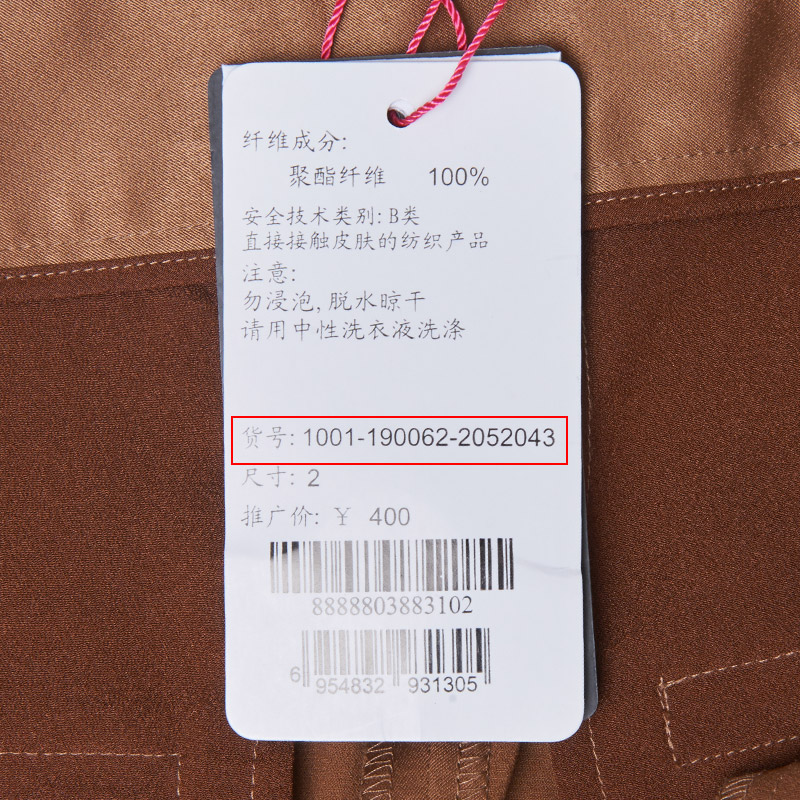 纤维成分:
聚酯纤维 100%
安全技术类别: B类
直接接触皮肤的纺织产品
注意:
勿浸泡, 脱水晾干
请用中性洗衣液洗涤
货号: 1001-190062-2052043
尺寸: 2
推广价: ¥ 400
8888803883102
6 954832 931305